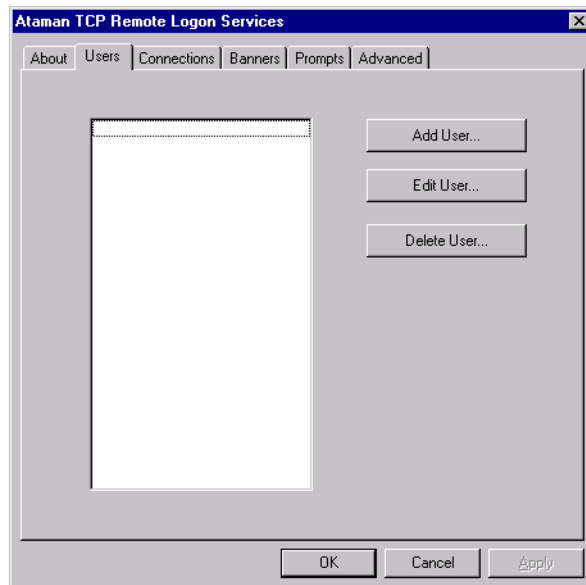 Ataman TCP Remote Logon Services
About Users Connections Banners Prompts Advanced
Add User...
Edit User...
Delete User...
OK Cancel Apply